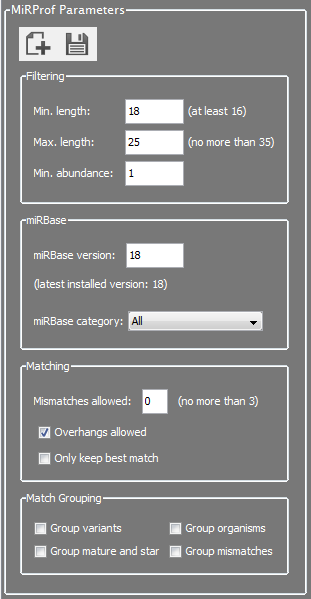 MiRProf Parameters
Filtering
Min. length: 18 (at least 16)
Max. length: 25 (no more than 35)
Min. abundance: 1
miRBase
miRBase version: 18
(latest installed version: 18)
miRBase category: All
Matching
Mismatches allowed: 0 (no more than 3)
Overhangs allowed
Only keep best match
Match Grouping
Group variants Group organisms
Group mature and star Group mismatches